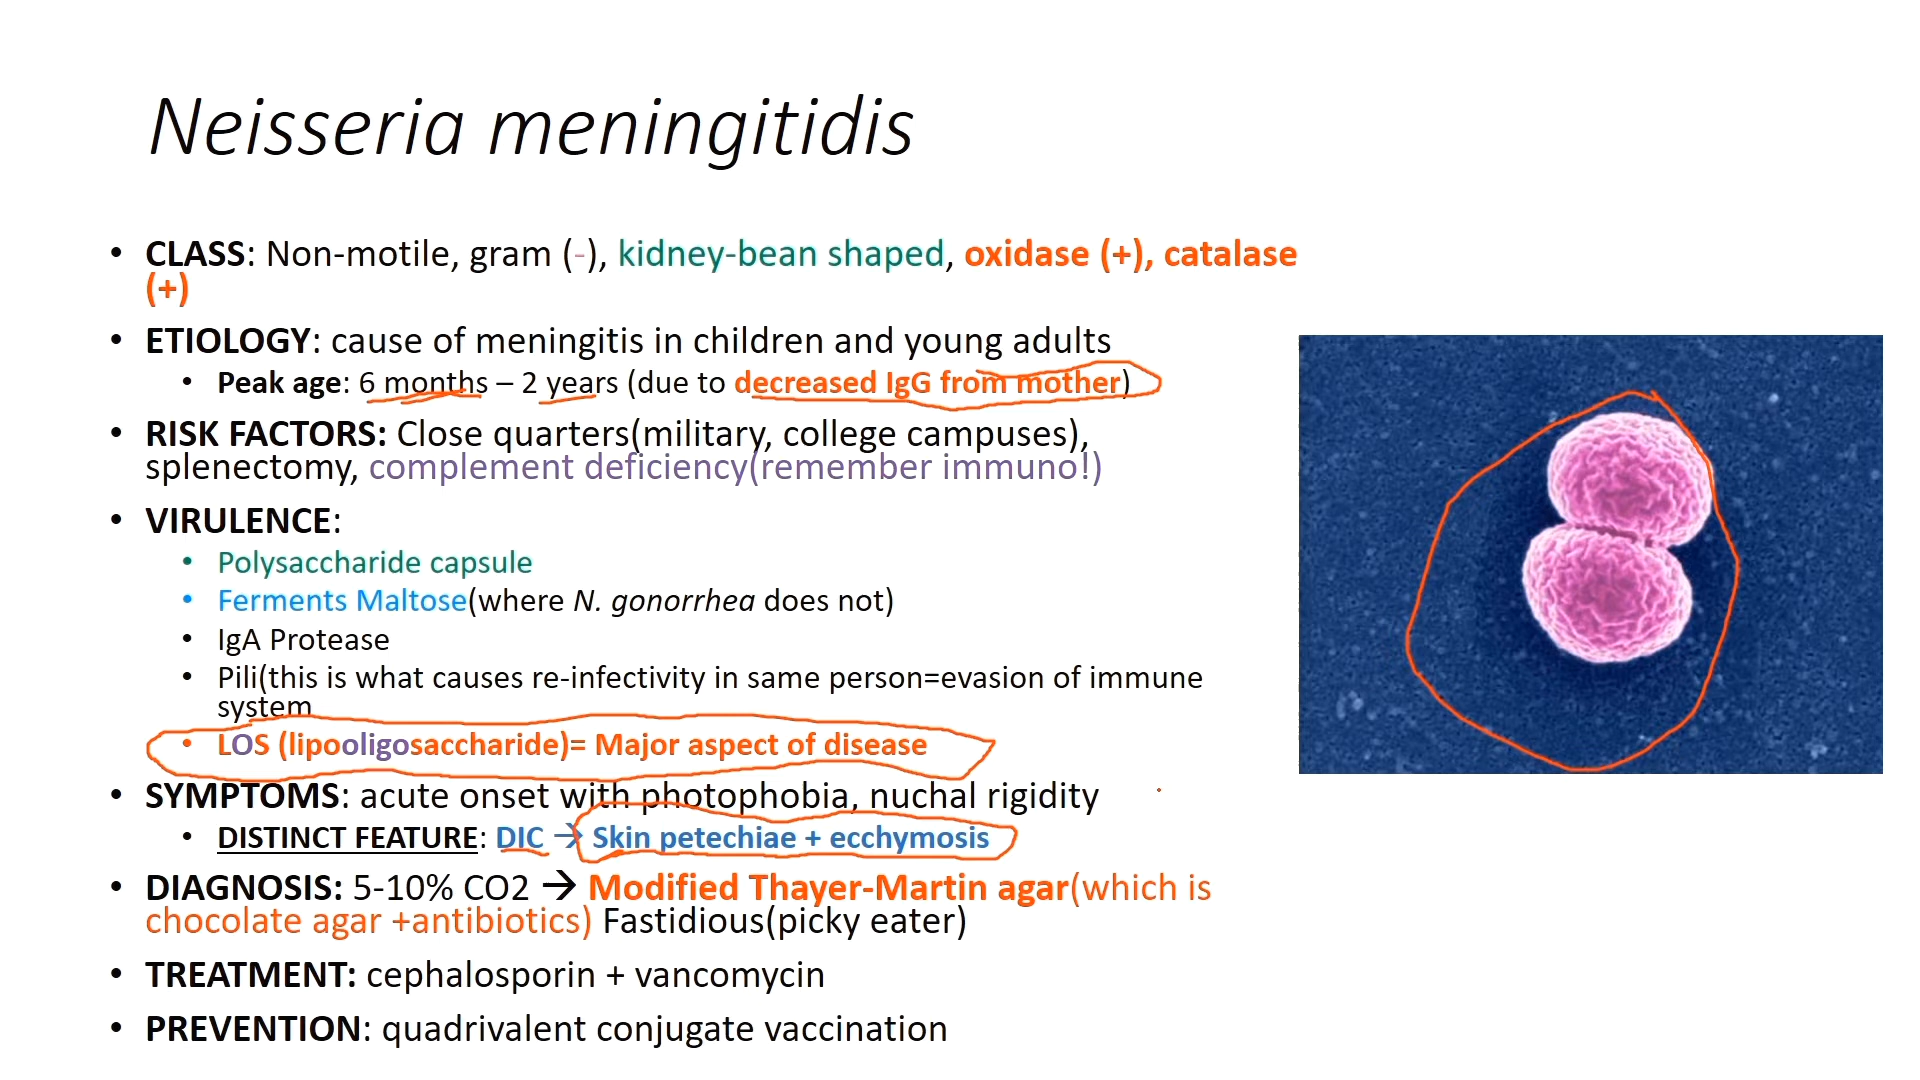 Neisseria meningitidis
• CLASS: Non-motile, gram (-), kidney-bean shaped, oxidase (+), catalase
(+)
• ETIOLOGY: cause of meningitis in children and young adults
• Peak age: 6 months – 2 years (due to decreased IgG from mother)
• RISK FACTORS: Close quarters(military, college campuses),
splenectomy, complement deficiency(remember immuno!)
• VIRULENCE:
• Polysaccharide capsule
• Ferments Maltose(where N. gonorrhea does not)
• IgA Protease
• Pili(this is what causes re-infectivity in same person=evasion of immune
system
• LOS (lipooligosaccharide)= Major aspect of disease
• SYMPTOMS: acute onset with photophobia, nuchal rigidity
• DISTINCT FEATURE: DIC → Skin petechiae + ecchymosis
• DIAGNOSIS: 5-10% CO2 → Modified Thayer-Martin agar(which is
chocolate agar +antibiotics) Fastidious(picky eater)
• TREATMENT: cephalosporin + vancomycin
• PREVENTION: quadrivalent conjugate vaccination